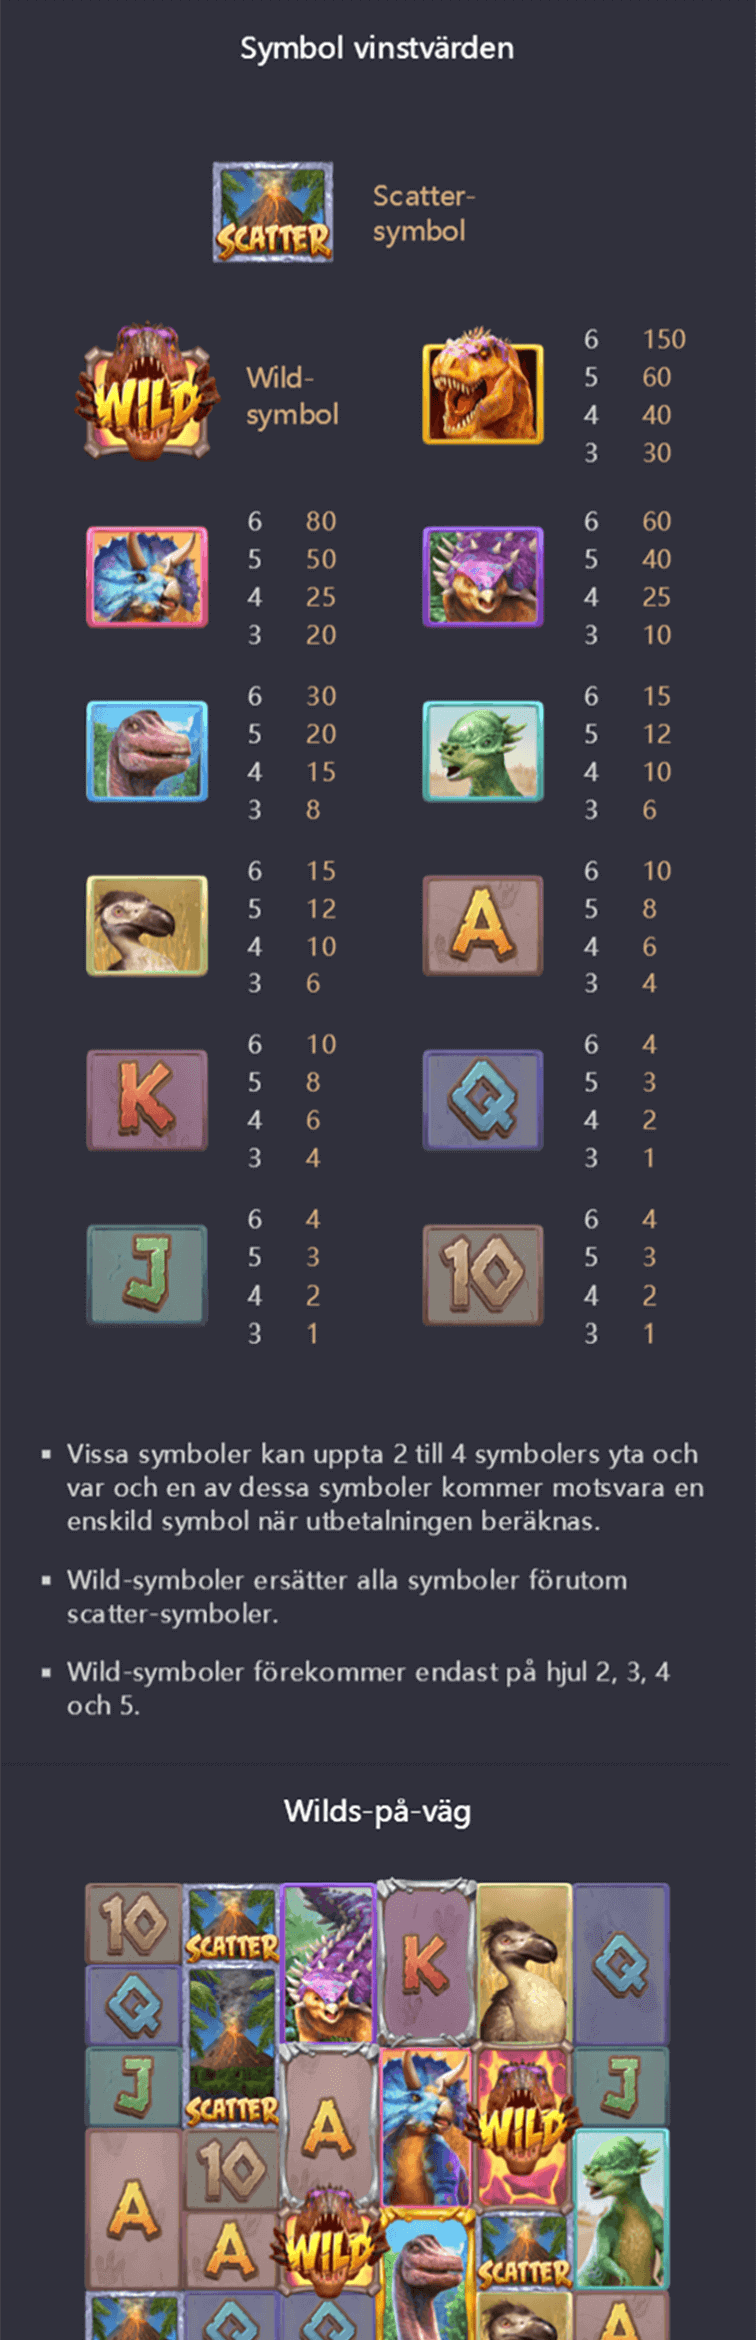 Symbol vinstvärden
SCATTER
Scatter-
symbol
WILD
Wild-
symbol
6 150
5 60
4 40
3 30
6 80
5 50
4 25
3 20
6 60
5 40
4 25
3 10
6 30
5 20
4 15
3 8
6 15
5 12
4 10
3 6
6 15
5 12
4 10
3 6
A
6 10
5 8
6 6
3 4
K
6 10
5 8
4 6
3 4
Q
6 4
5 3
4 2
3 1
J
6 4
5 3
4 2
3 1
10
6 4
5 3
4 2
3 1
▪ Vissa symboler kan uppta 2 till 4 symbolers yta och
var och en av dessa symboler kommer motsvara en
enskild symbol när utbetalningen beräknas.
▪ Wild-symboler ersätter alla symboler förutom
scatter-symboler.
▪ Wild-symboler förekommer endast på hjul 2, 3, 4
och 5.
Wilds-på-väg
10 SCATTER K Q
Q
J SCATTER A WILD J
A 10
A WILD SCATTER
Q Q A